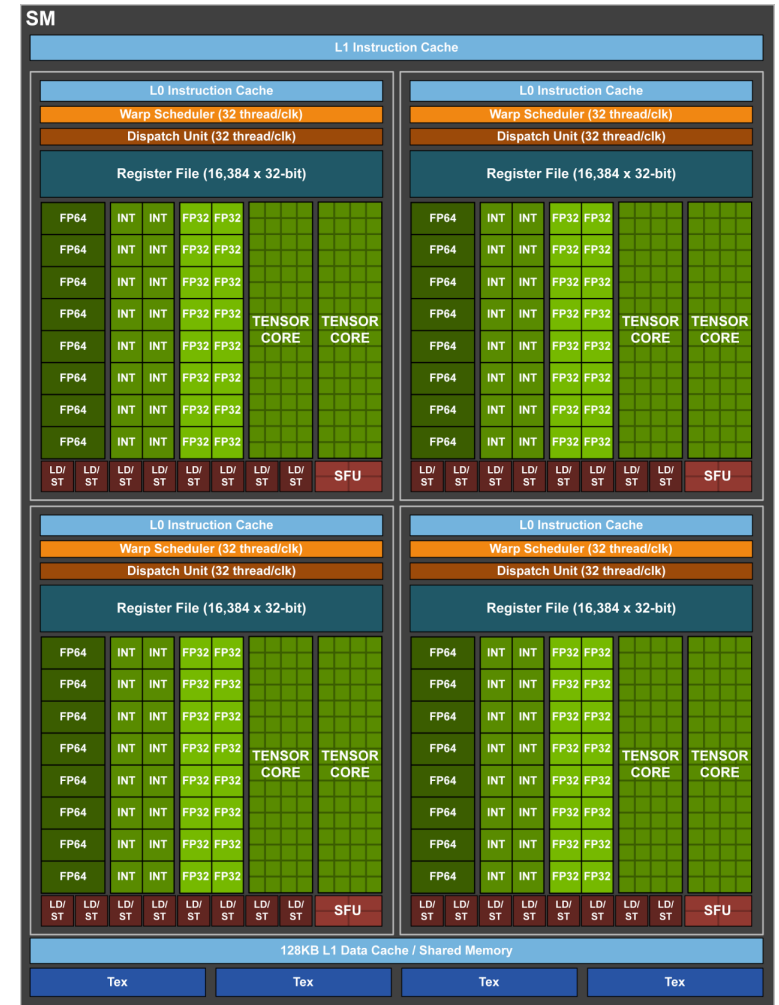 SM
L1 Instruction Cache
L0 Instruction Cache
Warp Scheduler (32 thread/clk)
Dispatch Unit (32 thread/clk)
Register File (16,384 x 32-bit)
FP64 INT INT FP32 FP32
FP64 INT INT FP32 FP32
FP64 INT INT FP32 FP32
FP64 INT INT FP32 FP32
TENSOR CORE TENSOR CORE
FP64 INT INT FP32 FP32
FP64 INT INT FP32 FP32
FP64 INT INT FP32 FP32
FP64 INT INT FP32 FP32
LD/ST LD/ST LD/ST LD/ST LD/ST LD/ST LD/ST LD/ST SFU
L0 Instruction Cache
Warp Scheduler (32 thread/clk)
Dispatch Unit (32 thread/clk)
Register File (16,384 x 32-bit)
FP64 INT INT FP32 FP32
FP64 INT INT FP32 FP32
FP64 INT INT FP32 FP32
FP64 INT INT FP32 FP32
TENSOR CORE TENSOR CORE
FP64 INT INT FP32 FP32
FP64 INT INT FP32 FP32
FP64 INT INT FP32 FP32
FP64 INT INT FP32 FP32
LD/ST LD/ST LD/ST LD/ST LD/ST LD/ST LD/ST LD/ST SFU
L0 Instruction Cache
Warp Scheduler (32 thread/clk)
Dispatch Unit (32 thread/clk)
Register File (16,384 x 32-bit)
FP64 INT INT FP32 FP32
FP64 INT INT FP32 FP32
FP64 INT INT FP32 FP32
FP64 INT INT FP32 FP32
TENSOR CORE TENSOR CORE
FP64 INT INT FP32 FP32
FP64 INT INT FP32 FP32
FP64 INT INT FP32 FP32
FP64 INT INT FP32 FP32
LD/ST LD/ST LD/ST LD/ST LD/ST LD/ST LD/ST LD/ST SFU
L0 Instruction Cache
Warp Scheduler (32 thread/clk)
Dispatch Unit (32 thread/clk)
Register File (16,384 x 32-bit)
FP64 INT INT FP32 FP32
FP64 INT INT FP32 FP32
FP64 INT INT FP32 FP32
FP64 INT INT FP32 FP32
TENSOR CORE TENSOR CORE
FP64 INT INT FP32 FP32
FP64 INT INT FP32 FP32
FP64 INT INT FP32 FP32
FP64 INT INT FP32 FP32
LD/ST LD/ST LD/ST LD/ST LD/ST LD/ST LD/ST LD/ST SFU
128KB L1 Data Cache / Shared Memory
Tex Tex Tex Tex